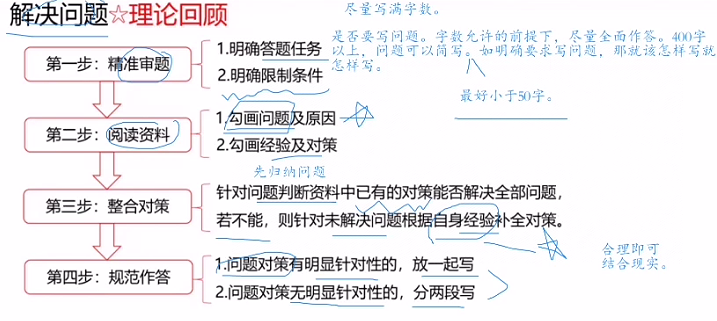 解决问题☆理论回顾
尽量写满字数。
是否要写问题。字数允许的前提下，尽量全面作答。400字
以上，问题可以简写。如明确要求写问题，那就该怎样写就
怎样写。
最好小于50字。
第一步：精准审题
1.明确答题任务
2.明确限制条件
第二步：阅读资料
1.勾画问题及原因
2.勾画经验及对策
先归纳问题
第三步：整合对策
针对问题判断资料中已有的对策能否解决全部问题，
若不能，则针对未解决问题根据自身经验补全对策。
合理即可
结合现实。
第四步：规范作答
1.问题对策有明显针对性的，放一起写
2.问题对策无明显针对性的，分两段写